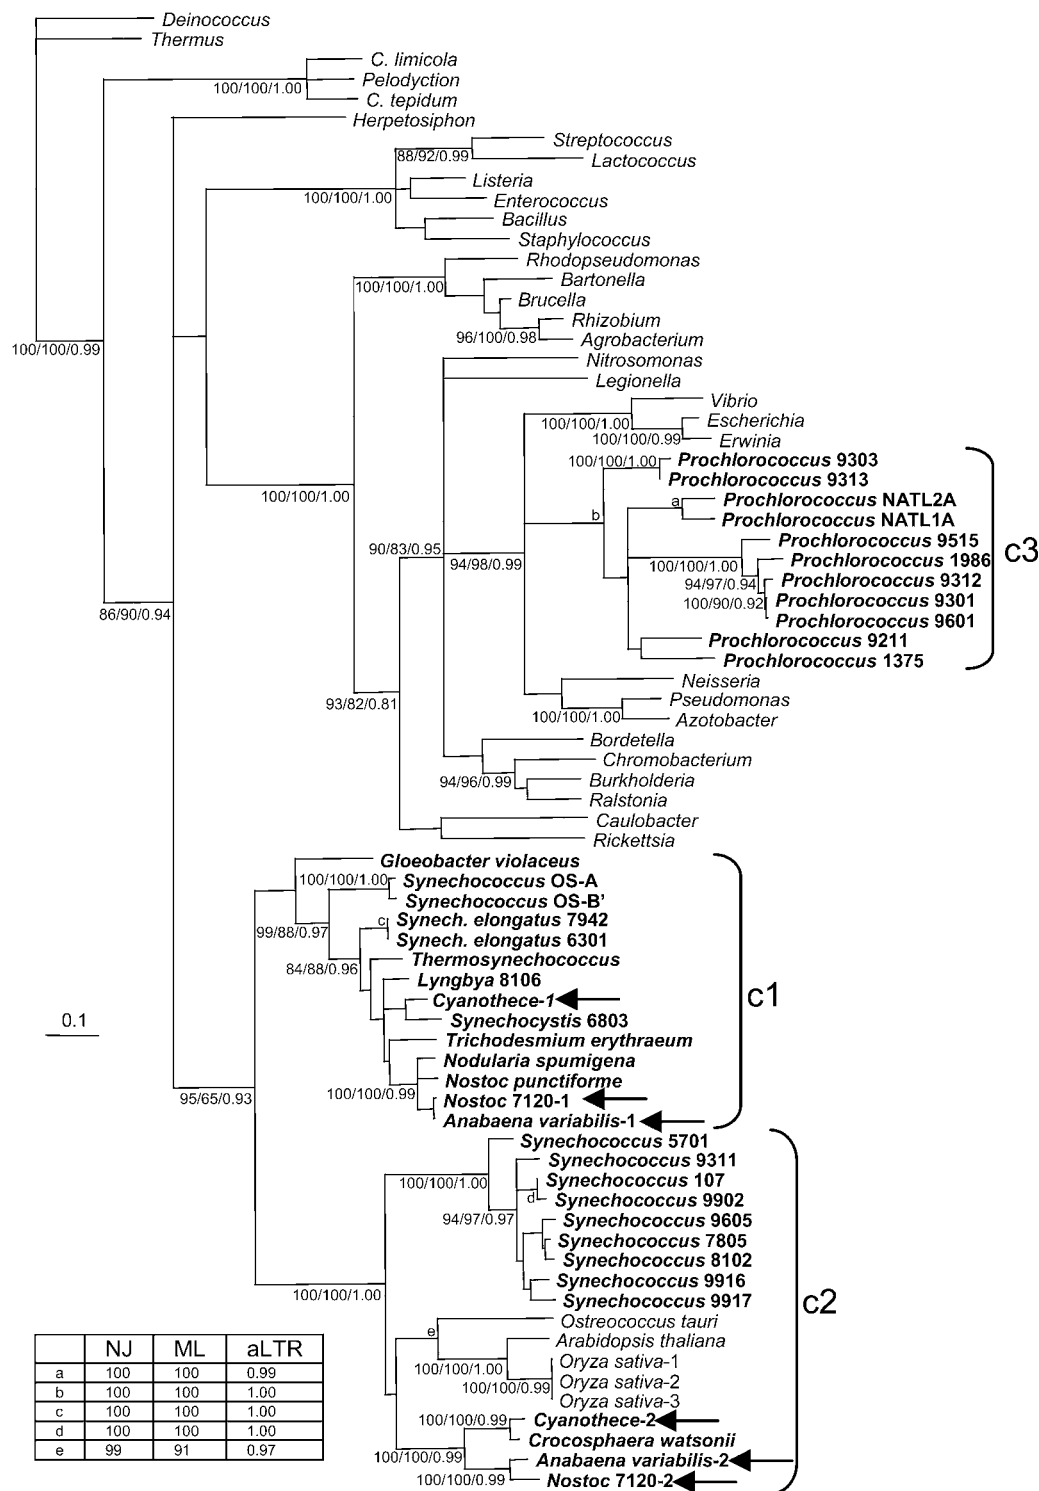 Deinococcus
Thermus
C. limicola
100/100/1.00
Pelodyction
C. tepidum
Herpetosiphon
Streptococcus
88/92/0.99
Lactococcus
Listeria
100/100/1.00
Enterococcus
Bacillus
Staphylococcus
Rhodopseudomonas
100/100/1.00
Bartonella
Brucella
Rhizobium
96/100/0.98
Agrobacterium
100/100/0.99
Nitrosomonas
Legionella
Vibrio
100/100/1.00
Escherichia
100/100/0.99
Erwinia
100/100/1.00
Prochlorococcus 9303
Prochlorococcus 9313
100/100/1.00
a
Prochlorococcus NATL2A
b
Prochlorococcus NATL1A
Prochlorococcus 9515
90/83/0.95
94/98/0.99
100/100/1.00
Prochlorococcus 1986
c3
94/97/0.94
Prochlorococcus 9312
100/90/0.92
Prochlorococcus 9301
86/90/0.94
Prochlorococcus 9601
Prochlorococcus 9211
Prochlorococcus 1375
Neisseria
93/82/0.81
Pseudomonas
100/100/1.00
Azotobacter
Bordetella
Chromobacterium
94/96/0.99
Burkholderia
Ralstonia
Caulobacter
Rickettsia
Gloeobacter violaceus
100/100/1.00
Synechococcus OS-A
Synechococcus OS-B'
c
Synech. elongatus 7942
99/88/0.97
Synech. elongatus 6301
Thermosynechococcus
84/88/0.96
Lyngbya 8106
Cyanothece-1
c1
0.1
Synechocystis 6803
Trichodesmium erythraeum
Nodularia spumigena
Nostoc punctiforme
95/65/0.93
100/100/0.99
Nostoc 7120-1
Anabaena variabilis-1
Synechococcus 5701
Synechococcus 9311
100/100/1.00
Synechococcus 107
d
Synechococcus 9902
94/97/0.97
Synechococcus 9605
Synechococcus 7805
Synechococcus 8102
Synechococcus 9916
100/100/1.00
Synechococcus 9917
c2
Ostreococcus tauri
e
Arabidopsis thaliana
100/100/1.00
Oryza sativa-1
100/100/0.99
Oryza sativa-2
Oryza sativa-3
100/100/0.99
Cyanothece-2
Crocosphaera watsonii
100/100/0.99
Anabaena variabilis-2
100/100/0.99
Nostoc 7120-2
NJ ML aLTR
a 100 100 0.99
b 100 100 1.00
c 100 100 1.00
d 100 100 1.00
e 99 91 0.97